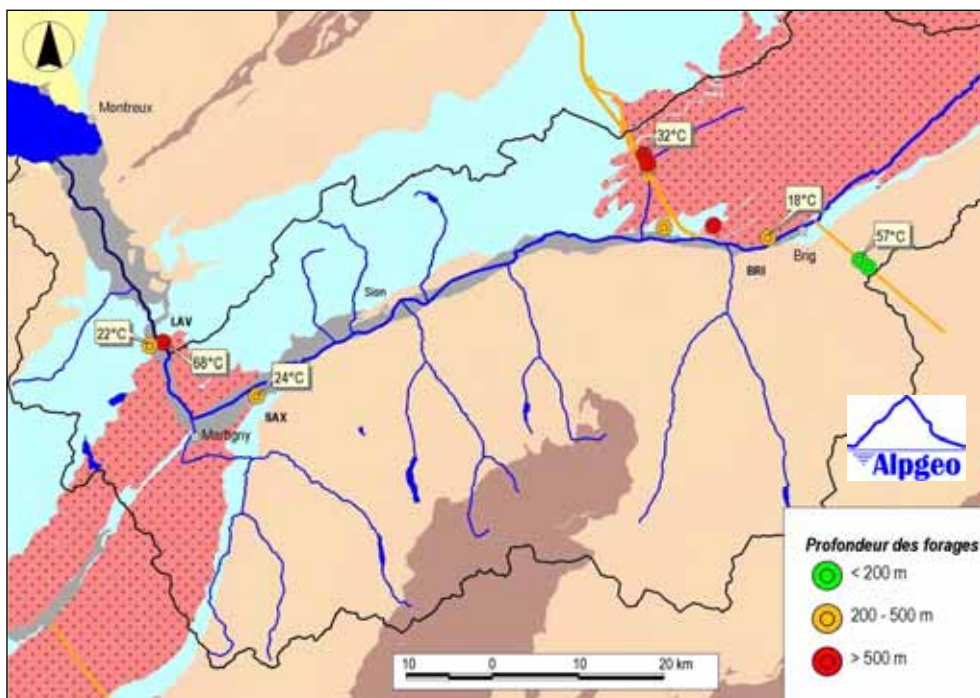 Montreux
32°C
18°C
57°C
Brig
BRI
Sion
LAV
22°C
68°C
24°C
SAX
Martigny
Alpgeo
Profondeur des forages
< 200 m
200 - 500 m
> 500 m
10 0 10 20 km